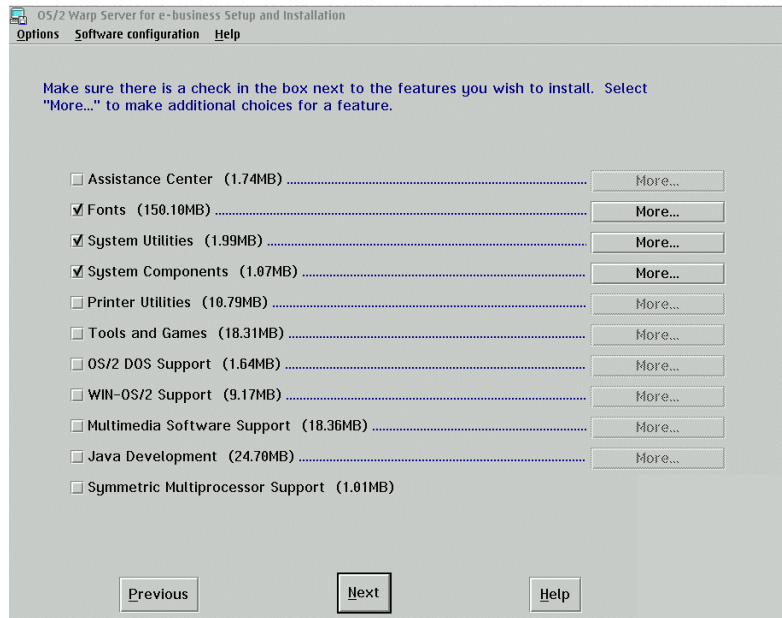 OS/2 Warp Server for e-business Setup and Installation
Options Software configuration Help
Make sure there is a check in the box next to the features you wish to install. Select
"More..." to make additional choices for a feature.
Assistance Center (1.74MB) More...
Fonts (150.10MB) More...
System Utilities (1.99MB) More...
System Components (1.07MB) More...
Printer Utilities (10.79MB) More...
Tools and Games (18.31MB) More...
OS/2 DOS Support (1.64MB) More...
WIN-OS/2 Support (9.17MB) More...
Multimedia Software Support (18.36MB) More...
Java Development (24.70MB) More...
Symmetric Multiprocessor Support (1.01MB)
Previous Next Help